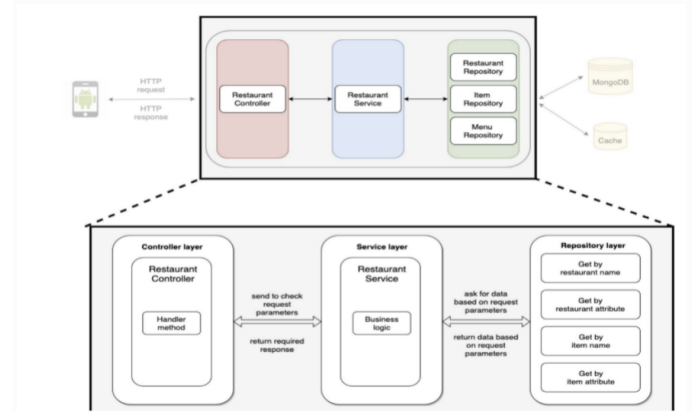 HTTP
request
HTTP
response
Restaurant
Controller
Restaurant
Service
Restaurant
Repository
Item
Repository
Menu
Repository
MongoDB
Cache
Controller layer
Restaurant
Controller
Handler
method
send to check
request
parameters
return required
response
Service layer
Restaurant
Service
Business
logic
ask for data
based on request
parameters
return data based
on request
parameters
Repository layer
Get by
restaurant name
Get by
restaurant attribute
Get by
item name
Get by
item attribute